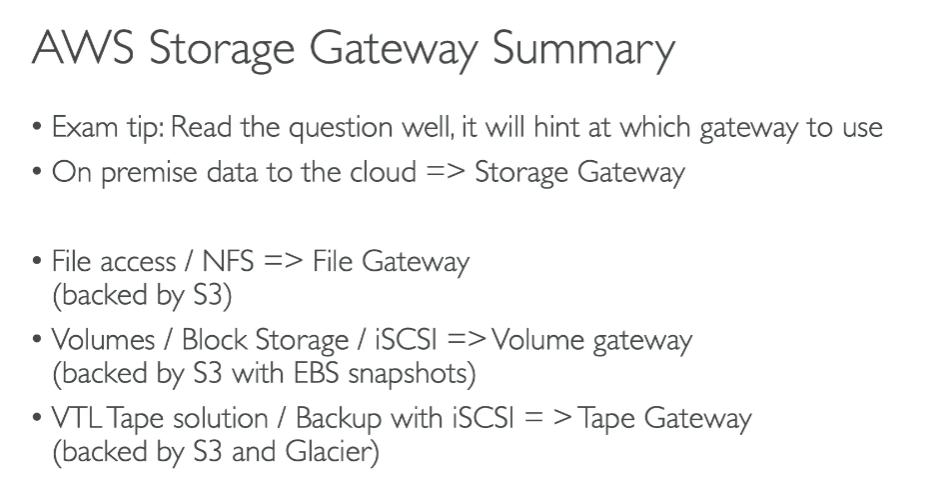 AWS Storage Gateway Summary
• Exam tip: Read the question well, it will hint at which gateway to use
• On premise data to the cloud => Storage Gateway
• File access / NFS => File Gateway
(backed by S3)
• Volumes / Block Storage / iSCSI => Volume gateway
(backed by S3 with EBS snapshots)
• VTL Tape solution / Backup with iSCSI = > Tape Gateway
(backed by S3 and Glacier)